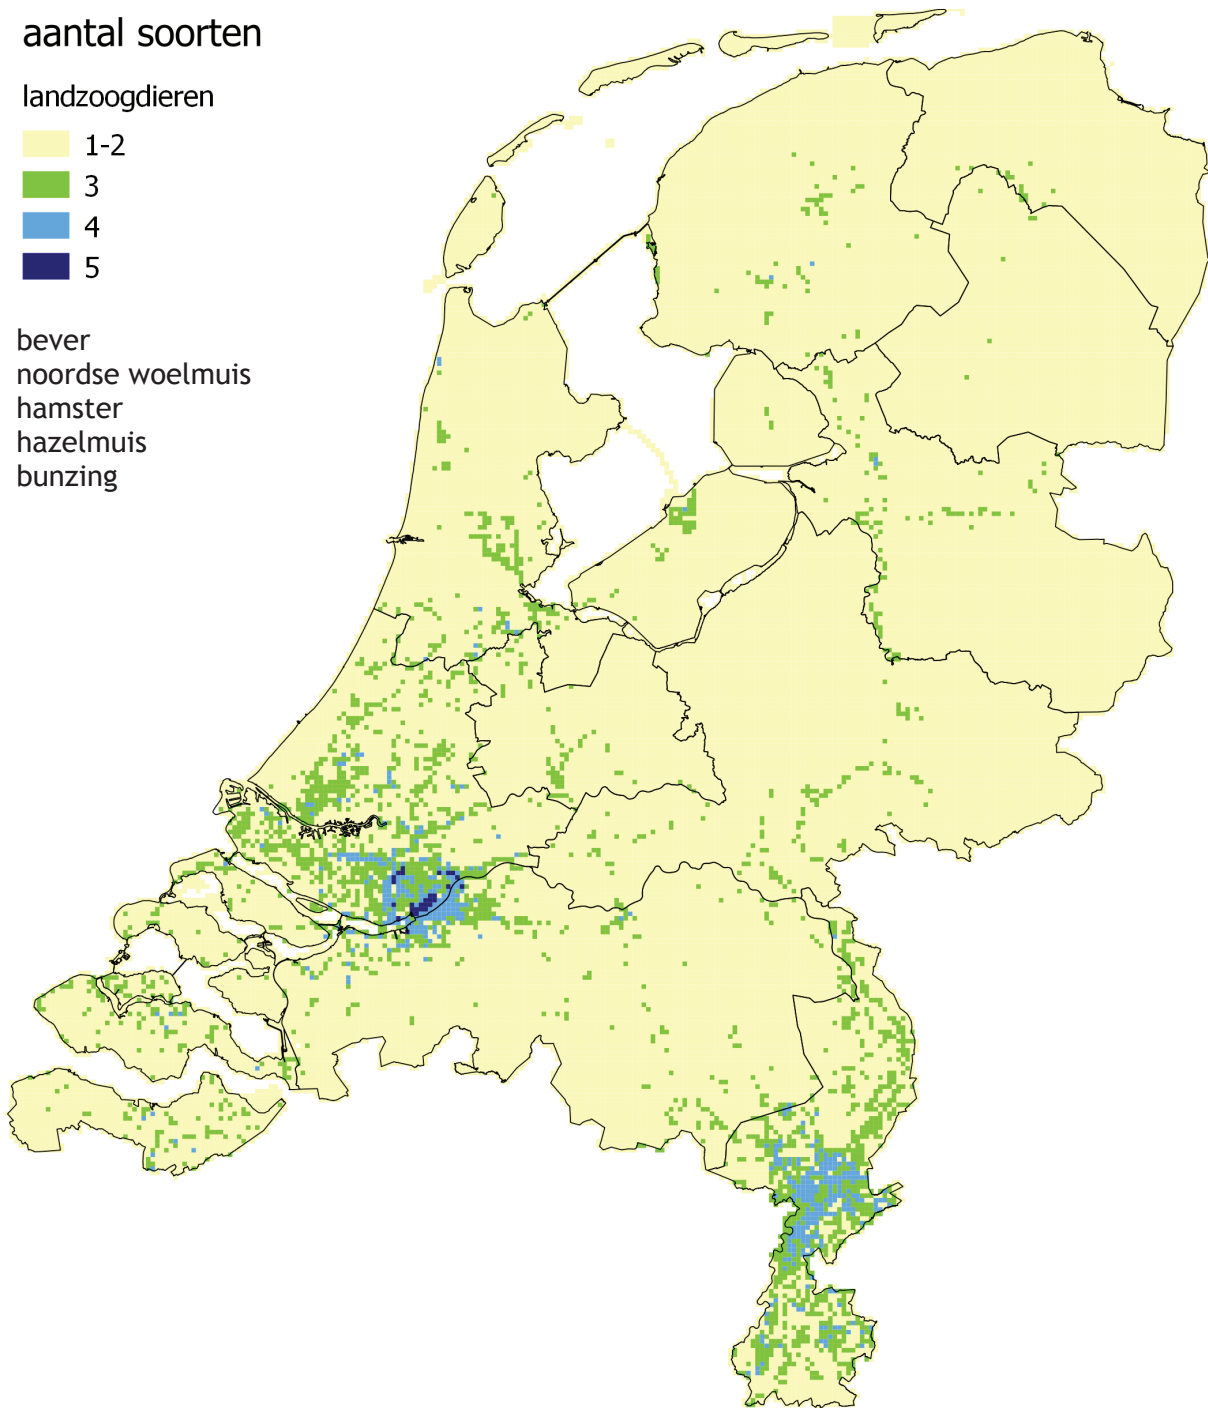 aantal soorten
landzoogdieren
1-2
3
4
5
bever
noordse woelmuis
hamster
hazelmuis
bunzing